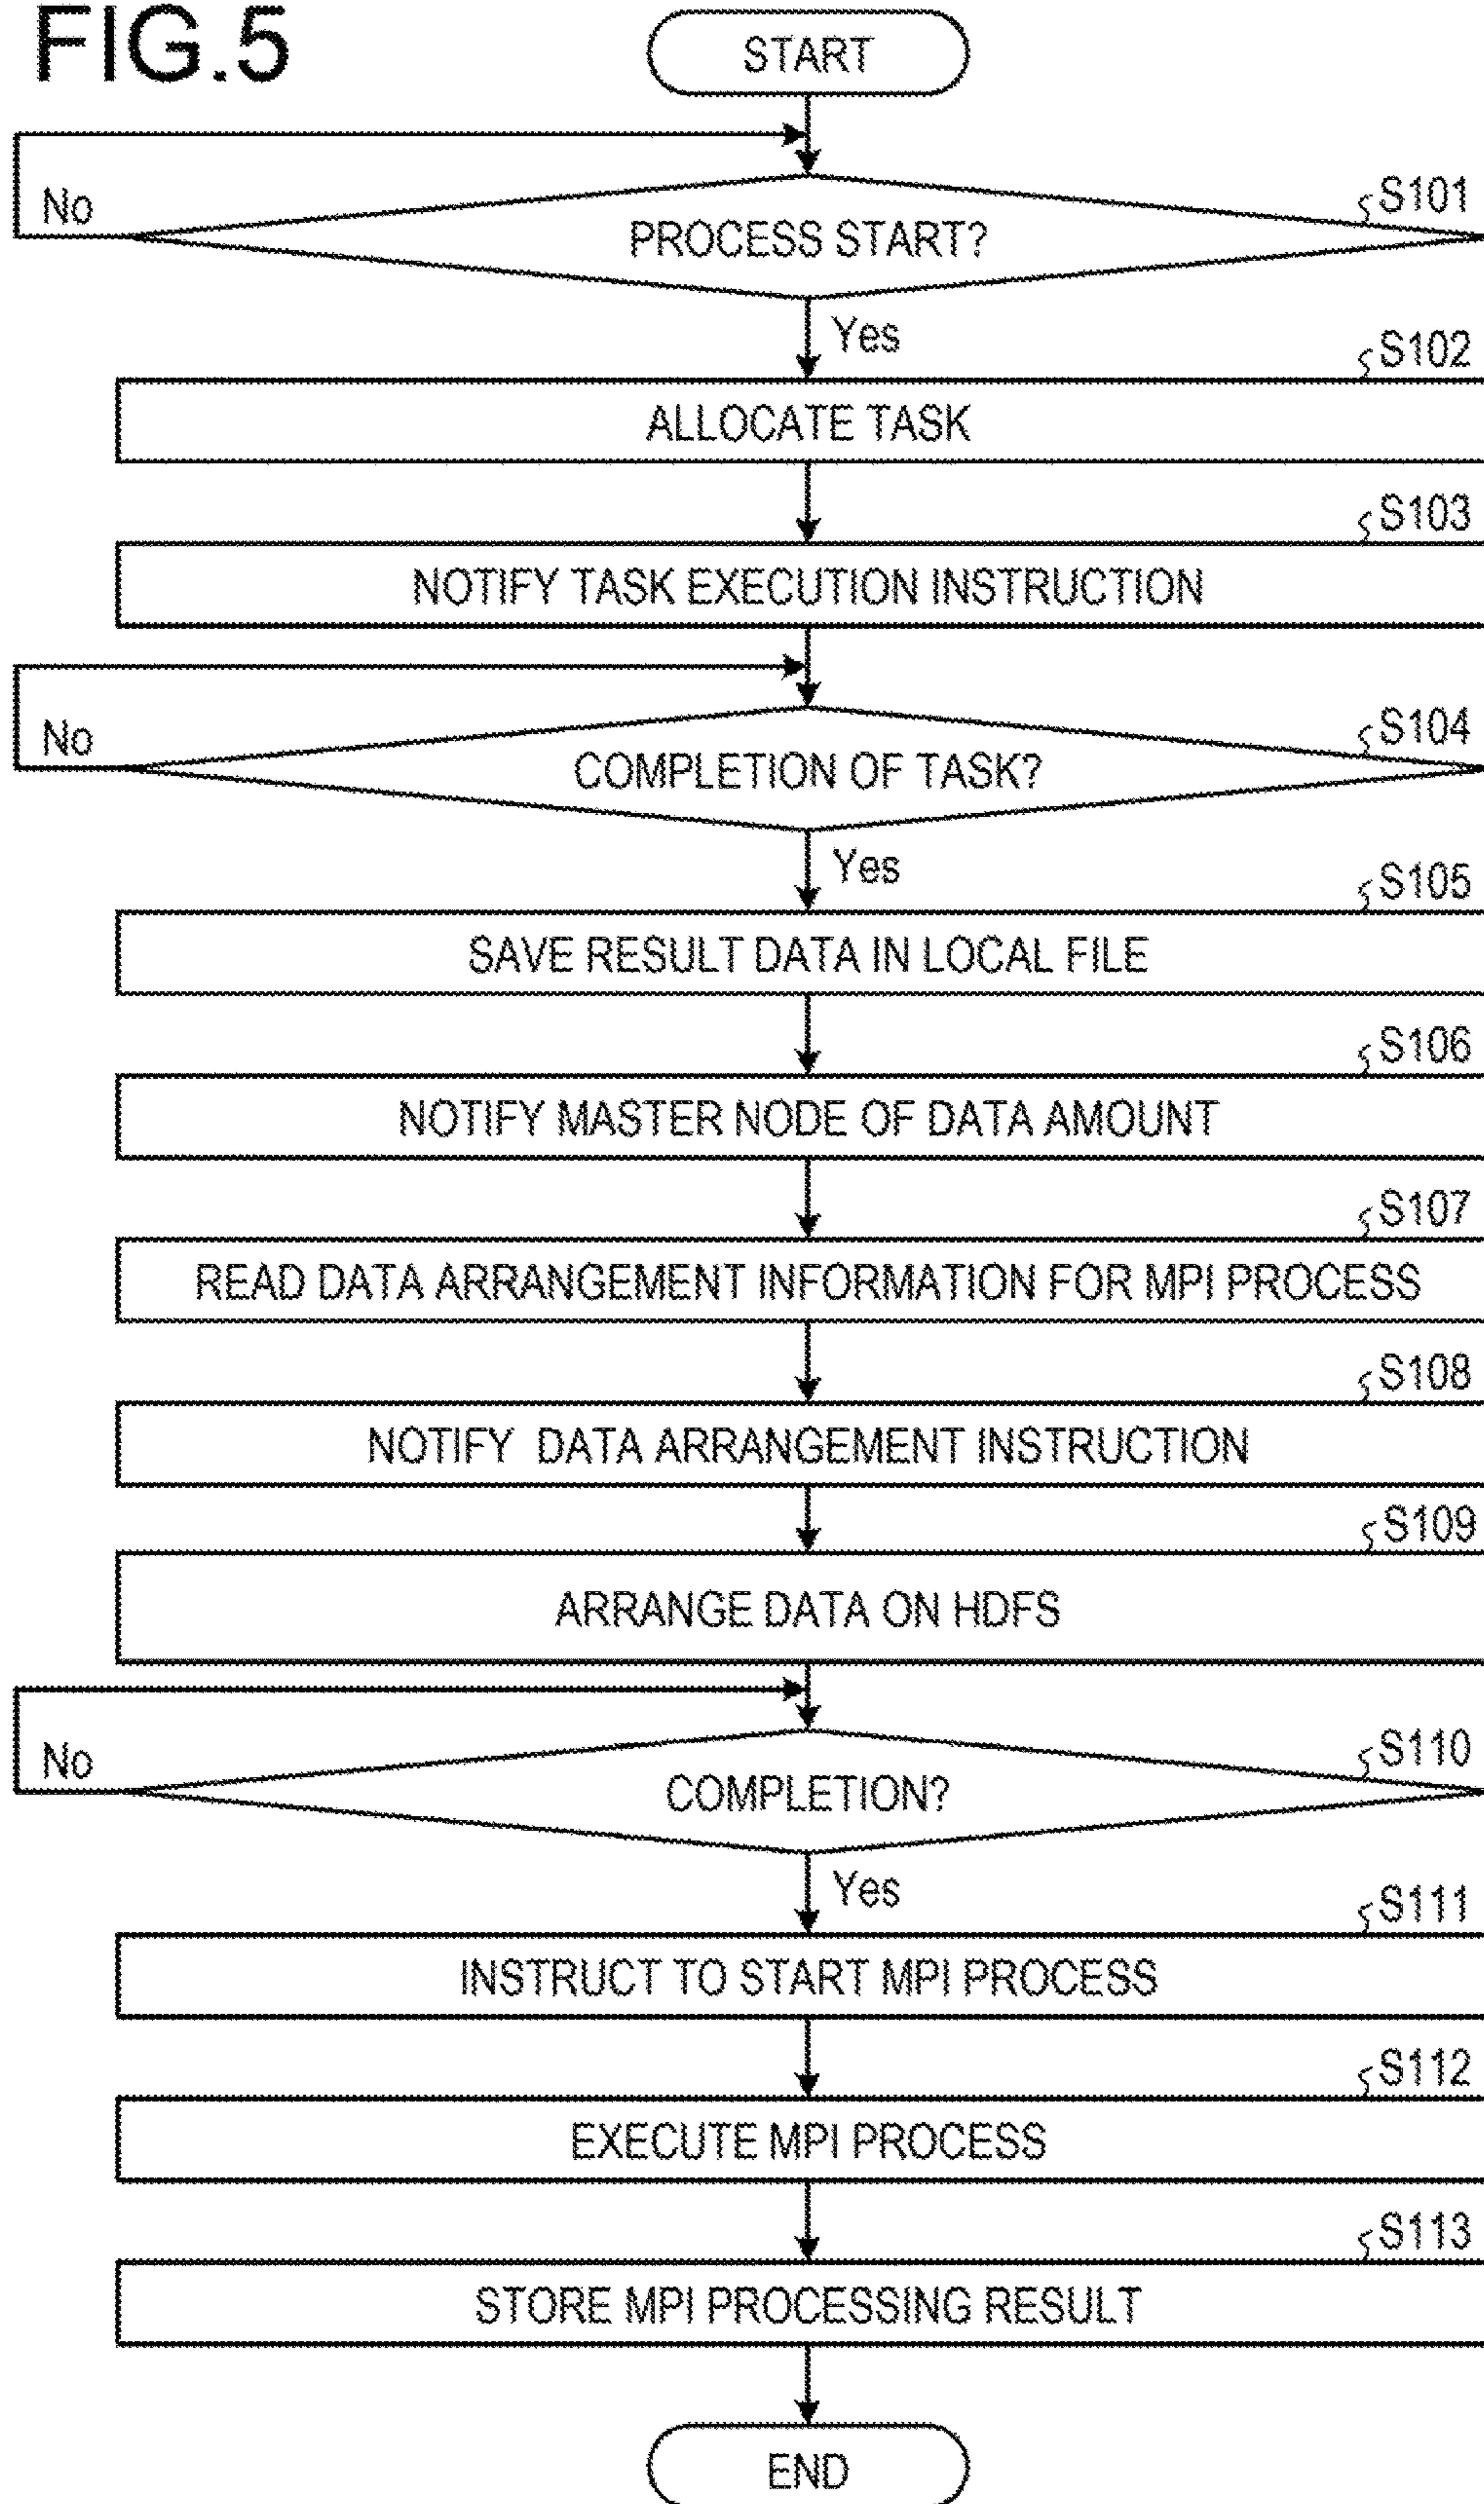 FIG.5
START
No
S101
PROCESS START?
Yes
S102
ALLOCATE TASK
S103
NOTIFY TASK EXECUTION INSTRUCTION
No
S104
COMPLETION OF TASK?
Yes
S105
SAVE RESULT DATA IN LOCAL FILE
S106
NOTIFY MASTER NODE OF DATA AMOUNT
S107
READ DATA ARRANGEMENT INFORMATION FOR MPI PROCESS
S108
NOTIFY DATA ARRANGEMENT INSTRUCTION
S109
ARRANGE DATA ON HDFS
No
S110
COMPLETION?
Yes
S111
INSTRUCT TO START MPI PROCESS
S112
EXECUTE MPI PROCESS
S113
STORE MPI PROCESSING RESULT
END